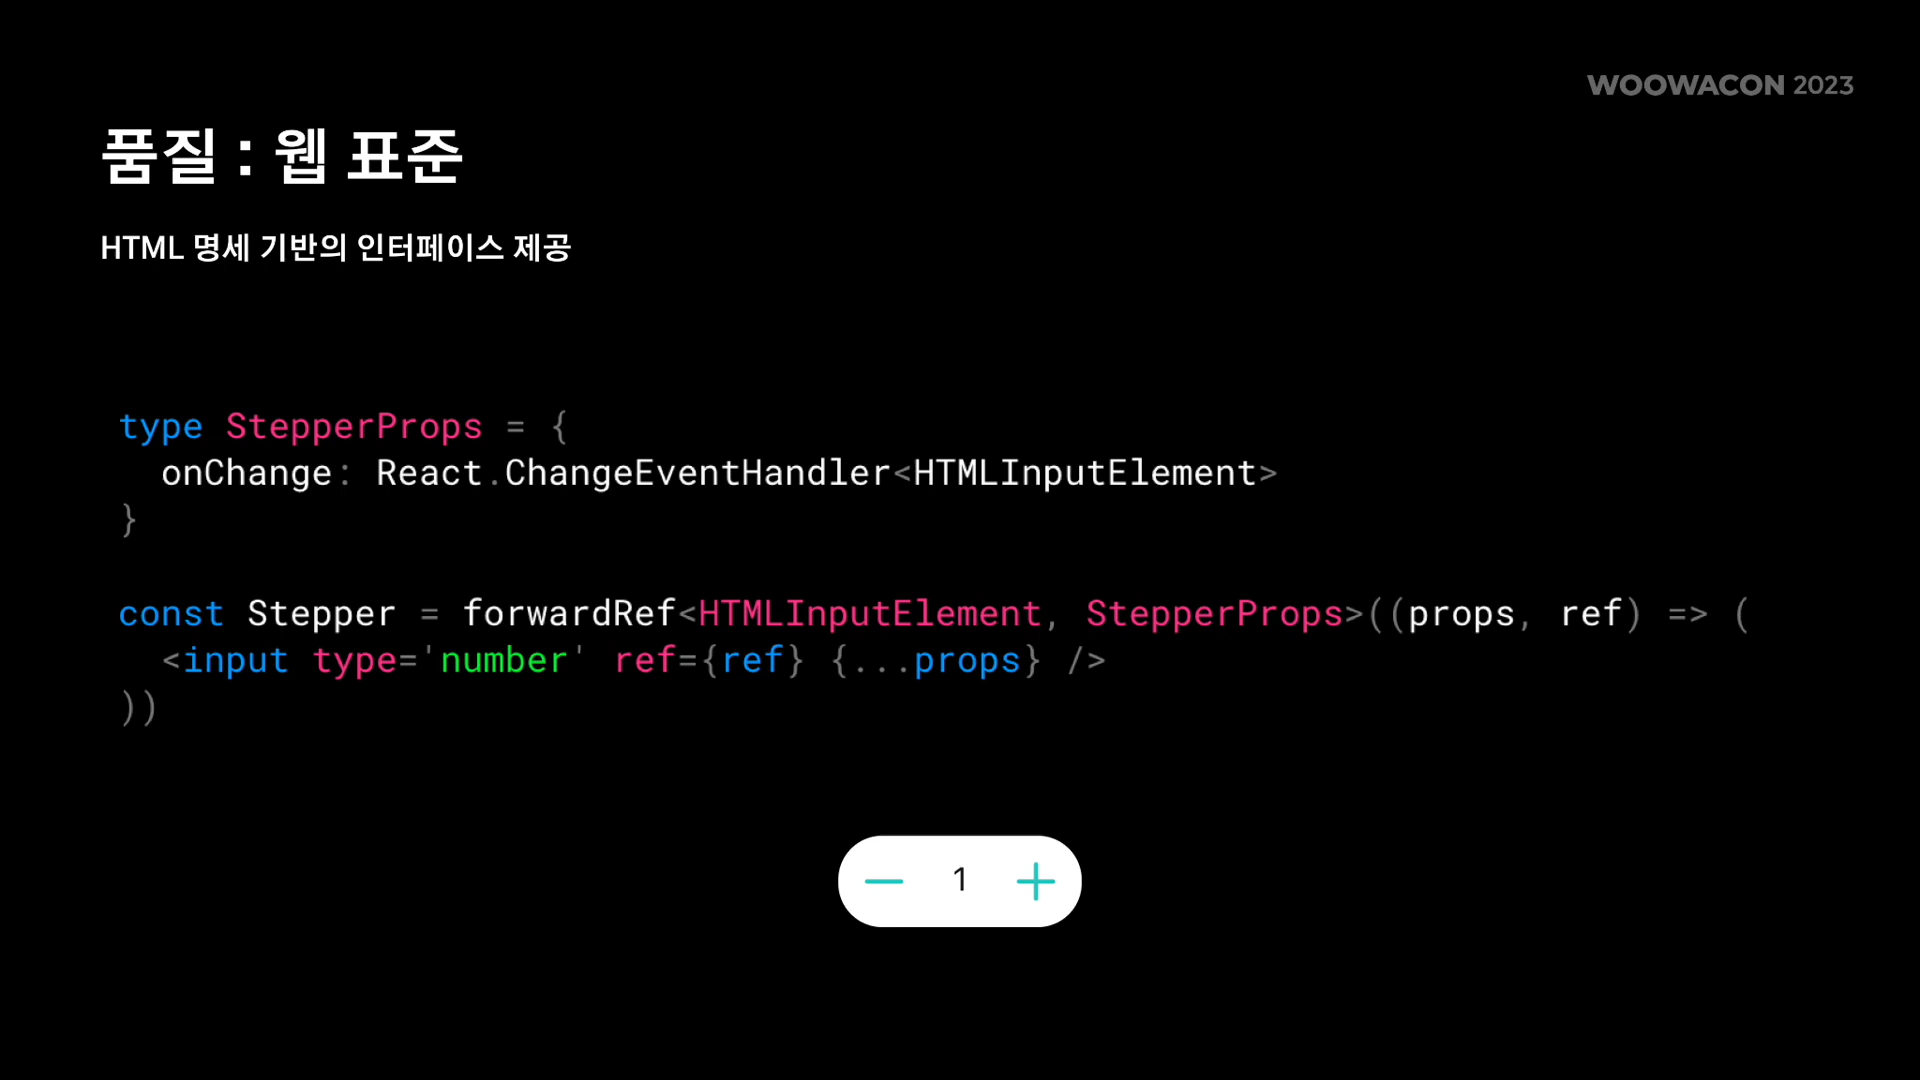 WOOWACON 2023
품질 : 웹 표준
HTML 명세 기반의 인터페이스 제공
type StepperProps = {
  onChange: React.ChangeEventHandler<HTMLInputElement>
}
const Stepper = forwardRef<HTMLInputElement, StepperProps>((props, ref) => (
  <input type='number' ref={ref} {...props} />
))
— 1 +